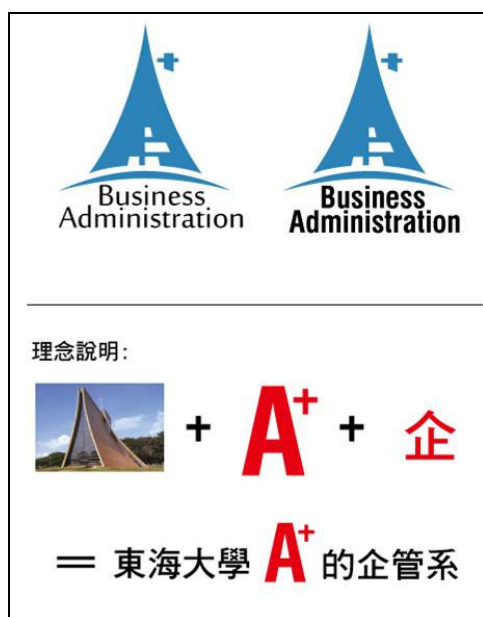 Business
Administration
Business
Administration
理念說明：
+ A+ + 企
= 東海大學 A+ 的企管系